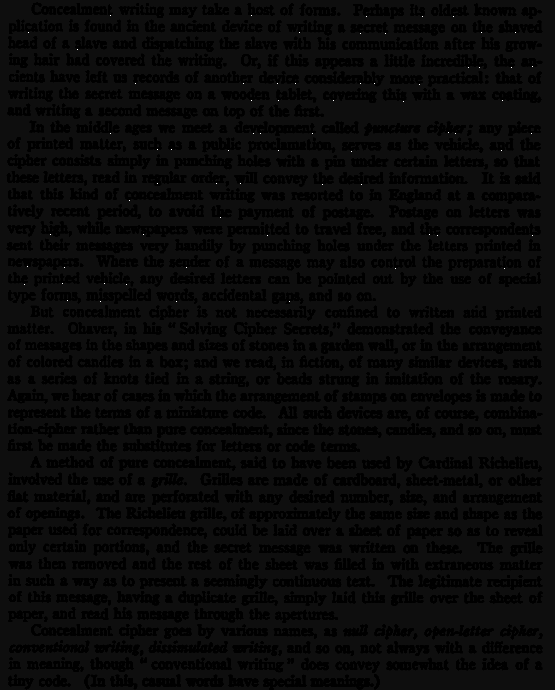 Concealment writing may take a host of forms. Perhaps its oldest known ap-
plication is found in the ancient device of writing a secret message on the shaved
head of a slave and dispatching the slave with his communication after his grow-
ing hair had covered the writing. Or, if this appears a little incredible, the an-
cients have left us records of another device considerably more practical: that of
writing the secret message on a wooden tablet, covering this with a wax coating,
and writing a second message on top of the first.
In the middle ages we meet a development called puncture cipher; any piece
of printed matter, such as a public proclamation, serves as the vehicle, and the
cipher consists simply in punching holes with a pin under certain letters, so that
these letters, read in regular order, will convey the desired information. It is said
that this kind of concealment writing was resorted to in England at a compara-
tively recent period, to avoid the payment of postage. Postage on letters was
very high, while newspapers were permitted to travel free, and the correspondents
sent their messages very handily by punching holes under the letters printed in
newspapers. Where the sender of a message may also control the preparation of
the printed vehicle, any desired letters can be pointed out by the use of special
type forms, misspelled words, accidental gaps, and so on.
But concealment cipher is not necessarily confined to written and printed
matter. Ohaver, in his "Solving Cipher Secrets," demonstrated the conveyance
of messages in the shapes and sizes of stones in a garden wall, or in the arrangement
of colored candies in a box; and we read, in fiction, of many similar devices, such
as a series of knots tied in a string, or beads strung in imitation of the rosary.
Again, we hear of cases in which the arrangement of stamps on envelopes is made to
represent the terms of a miniature code. All such devices are, of course, combina-
tion-cipher rather than pure concealment, since the stones, candies, and so on, must
first be made the substitutes for letters or code terms.
A method of pure concealment, said to have been used by Cardinal Richelieu,
involved the use of a grille. Grilles are made of cardboard, sheet-metal, or other
flat material, and are perforated with any desired number, size, and arrangement
of openings. The Richelieu grille, of approximately the same size and shape as the
paper used for correspondence, could be laid over a sheet of paper so as to reveal
only certain portions, and the secret message was written on these. The grille
was then removed and the rest of the sheet was filled in with extraneous matter
in such a way as to present a seemingly continuous text. The legitimate recipient
of this message, having a duplicate grille, simply laid this grille over the sheet of
paper, and read his message through the apertures.
Concealment cipher goes by various names, as null cipher, open-letter cipher,
conventional writing, dissimulated writing, and so on, not always with a difference
in meaning, though "conventional writing" does convey somewhat the idea of a
tiny code. (In this, casual words have special meanings.)